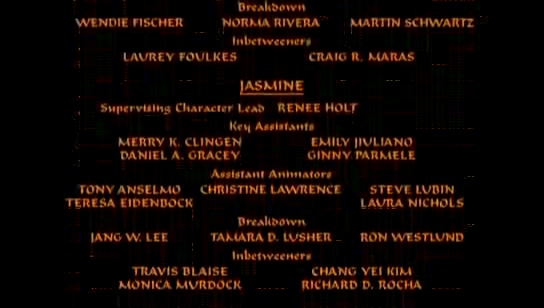 Breakdown
WENDIE FISCHER NORMA RIVERA MARTIN SCHWARTZ
Inbetweeners
LAUREY FOULKES CRAIG R. MARAS
JASMINE
Supervising Character Lead RENEE HOLT
Key Assistants
MERRY K. CLINGEN EMILY JIULIANO
DANIEL A. GRACEY GINNY PARMELE
Assistant Animators
TONY ANSELMO CHRISTINE LAWRENCE STEVE LUBIN
TERESA EIDENBOCK LAURA NICHOLS
Breakdown
JANG W. LEE TAMARA D. LUSHER RON WESTLUND
Inbetweeners
TRAVIS BLAISE CHANG YEI KIM
MONICA MURDOCK RICHARD D. ROCHA